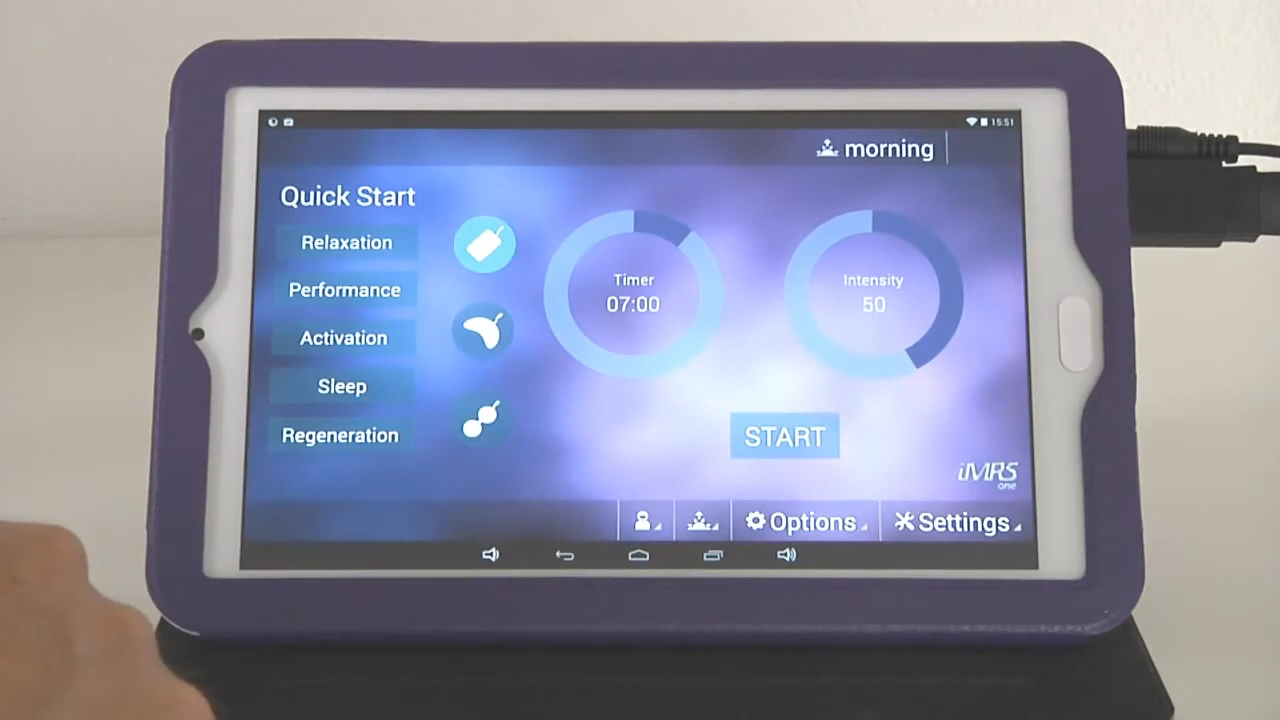 15:51
morning
Quick Start
Relaxation
Performance
Activation
Sleep
Regeneration
Timer
07:00
Intensity
50
START
iMRS
one
Options
Settings